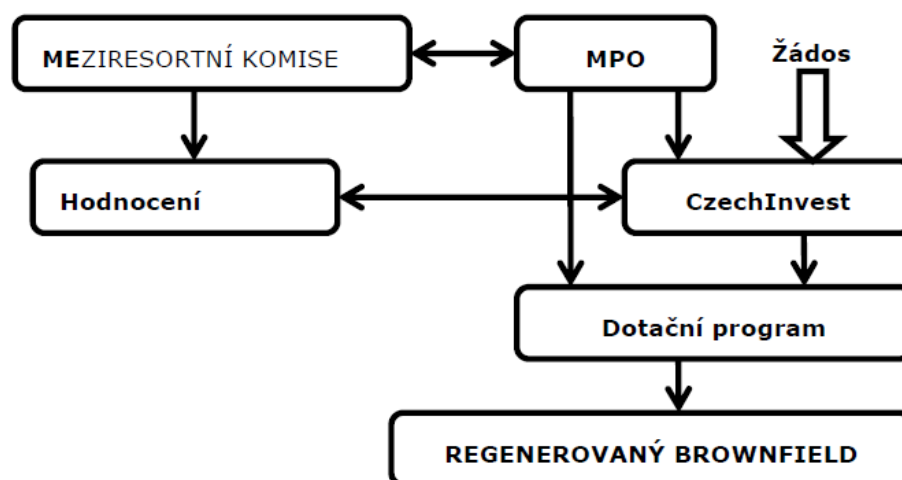 MEZIRESORTNÍ KOMISE
MPO
Žádos
Hodnocení
CzechInvest
Dotační program
REGENEROVANÝ BROWNFIELD